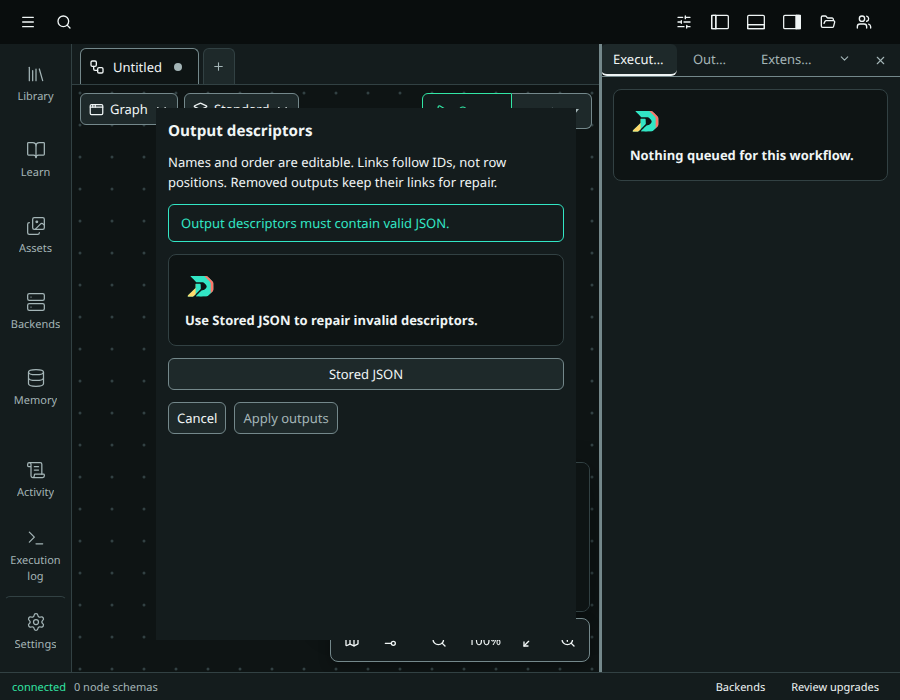 Untitled
Execut...
Out...
Extens...
Library
Graph
Standard
Output descriptors
Nothing queued for this workflow.
Names and order are editable. Links follow IDs, not row
positions. Removed outputs keep their links for repair.
Learn
Output descriptors must contain valid JSON.
Assets
Use Stored JSON to repair invalid descriptors.
Backends
Stored JSON
Memory
Cancel
Apply outputs
Activity
Execution
log
Settings
100%
connected
0 node schemas
Backends
Review upgrades